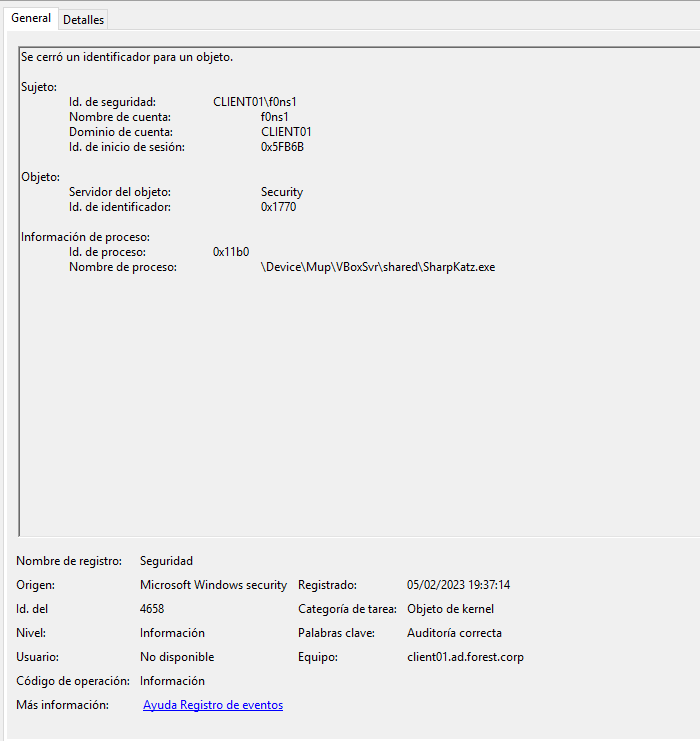 General Detalles
Se cerró un identificador para un objeto.
Sujeto:
Id. de seguridad: CLIENT01\f0ns1
Nombre de cuenta: f0ns1
Dominio de cuenta: CLIENT01
Id. de inicio de sesión: 0x5FB6B
Objeto:
Servidor del objeto: Security
Id. de identificador: 0x1770
Información de proceso:
Id. de proceso: 0x11b0
Nombre de proceso: \Device\Mup\VBoxSvr\shared\SharpKatz.exe
Nombre de registro: Seguridad
Origen: Microsoft Windows security Registrado: 05/02/2023 19:37:14
Id. del 4658 Categoría de tarea: Objeto de kernel
Nivel: Información Palabras clave: Auditoría correcta
Usuario: No disponible Equipo: client01.ad.forest.corp
Código de operación: Información
Más información: Ayuda Registro de eventos